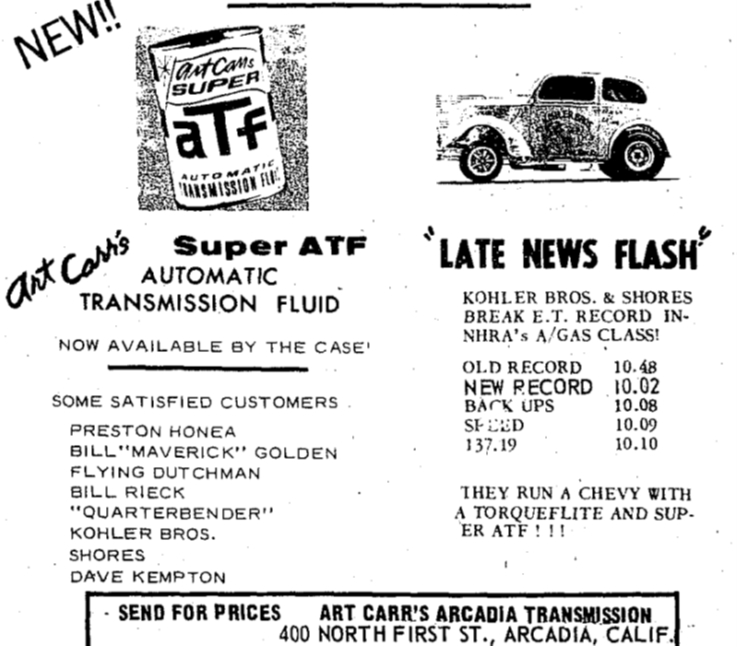 NEW!!
Art Carr's
SUPER
aTf
AUTOMATIC
TRANSMISSION FLUID
Art Carr's Super ATF
AUTOMATIC
TRANSMISSION FLUID
NOW AVAILABLE BY THE CASE!
SOME SATISFIED CUSTOMERS
PRESTON HONEA
BILL "MAVERICK" GOLDEN
FLYING DUTCHMAN
BILL RIECK
"QUARTERBENDER"
KOHLER BROS.
SHORES
DAVE KEMPTON
"LATE NEWS FLASH"
KOHLER BROS. & SHORES
BREAK E.T. RECORD IN-
NHRA's A/GAS CLASS!
OLD RECORD 10.48
NEW RECORD 10.02
BACK UPS 10.08
SPEED 10.09
137.19 10.10
THEY RUN A CHEVY WITH
A TORQUEFLITE AND SUP-
ER ATF ! ! !
SEND FOR PRICES ART CARR'S ARCADIA TRANSMISSION
400 NORTH FIRST ST., ARCADIA, CALIF.